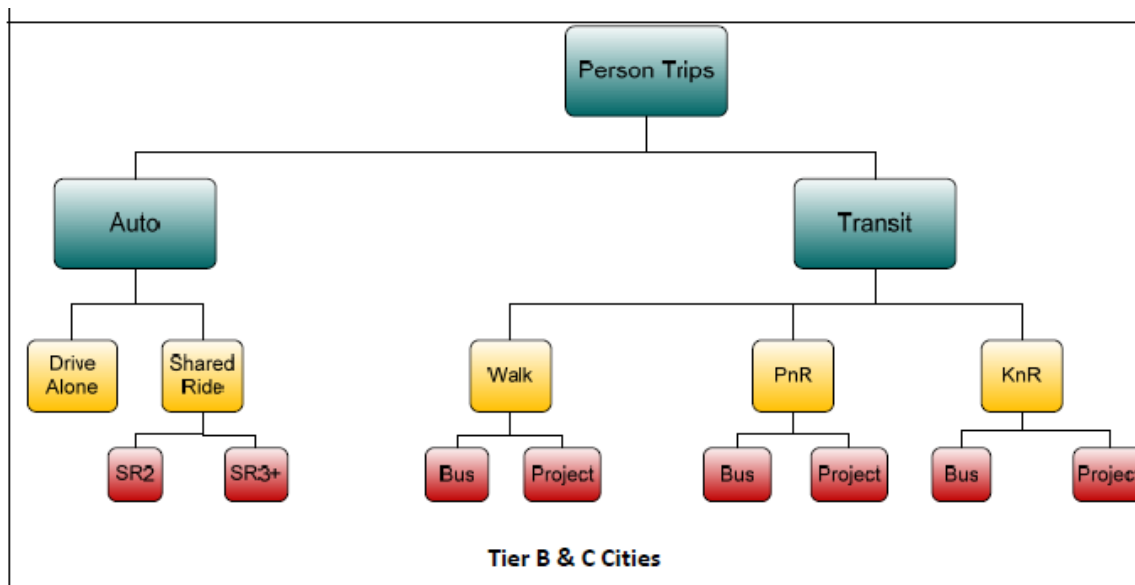 Person Trips
Auto
Transit
Drive
Alone
Shared
Ride
Walk
PnR
KnR
SR2
SR3+
Bus
Project
Bus
Project
Bus
Projec
Tier B & C Cities